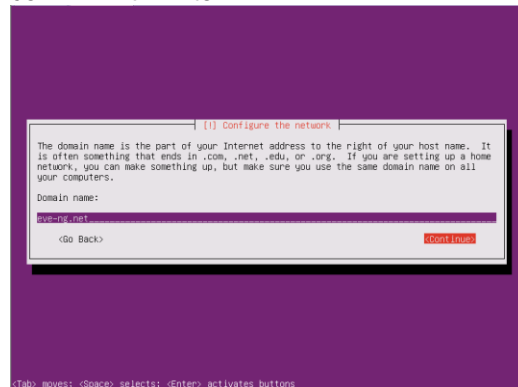 [!] Configure the network
The domain name is the part of your Internet address to the right of your host name.  It
is often something that ends in .com, .net, .edu, or .org.  If you are setting up a home
network, you can make something up, but make sure you use the same domain name on all
your computers.
Domain name:
eve-ng.net
<Go Back> <Continue>
<Tab> moves; <Space> selects; <Enter> activates buttons